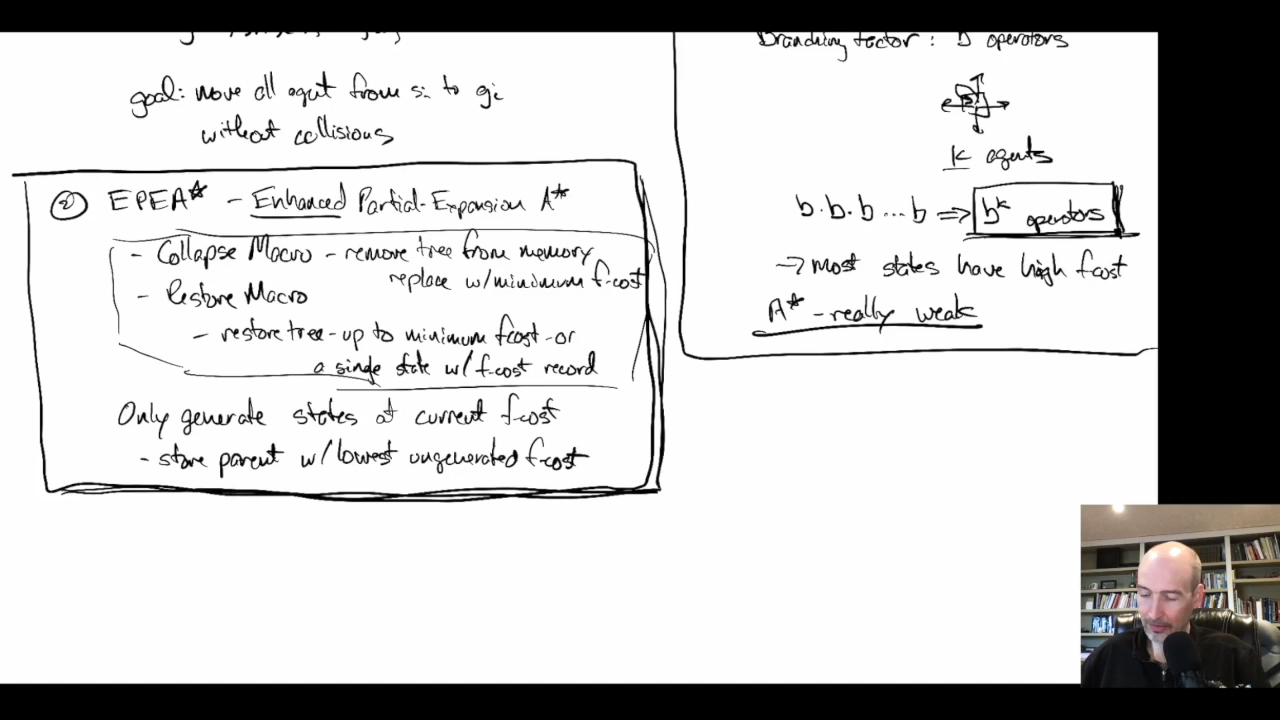 goal: move all agent from si to gi
without collisions
② EPEA* - Enhanced Partial-Expansion A*
- Collapse Macro - remove tree from memory
replace w/minimum f-cost
- Restore Macro
- restore tree - up to minimum fcost - or
a single state w/ f-cost record
Only generate states at current f-cost
- store parent w/ lowest ungenerated f-cost
Branching factor : b operators
k agents
b·b·b...b => b^k operators
→ most states have high fcost
A* - really weak